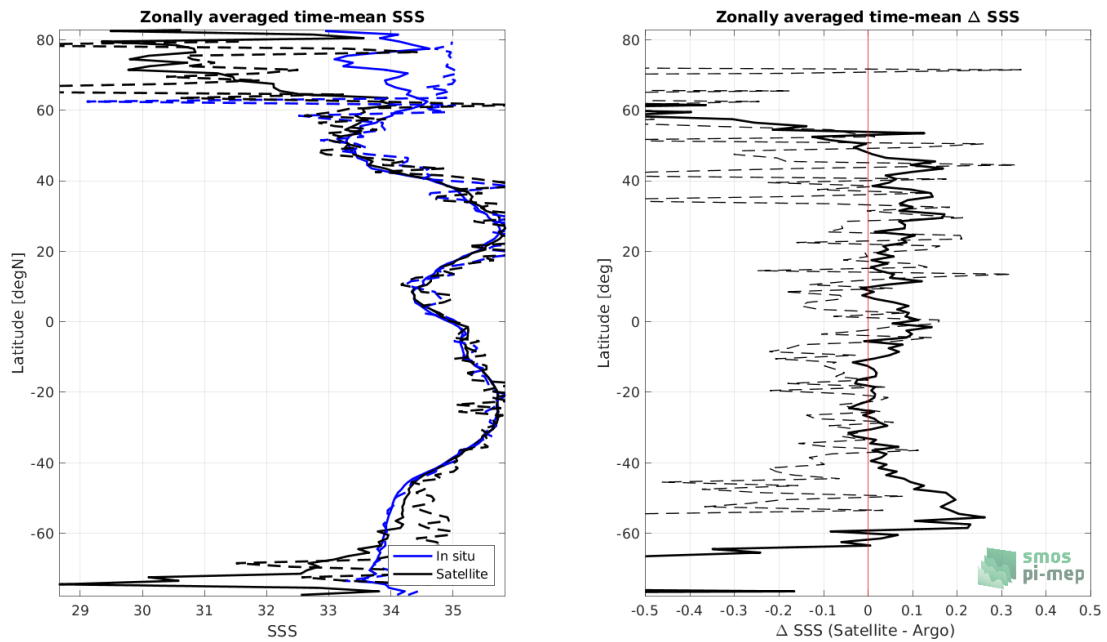 Zonally averaged time-mean SSS
80
60
40
20
0
-20
-40
-60
Latitude [degN]
29 30 31 32 33 34 35
SSS
In situ
Satellite
Zonally averaged time-mean Δ SSS
80
60
40
20
0
-20
-40
-60
Latitude [deg]
-0.5 -0.4 -0.3 -0.2 -0.1 0 0.1 0.2 0.3 0.4 0.5
Δ SSS (Satellite - Argo)
smos
pi-mep